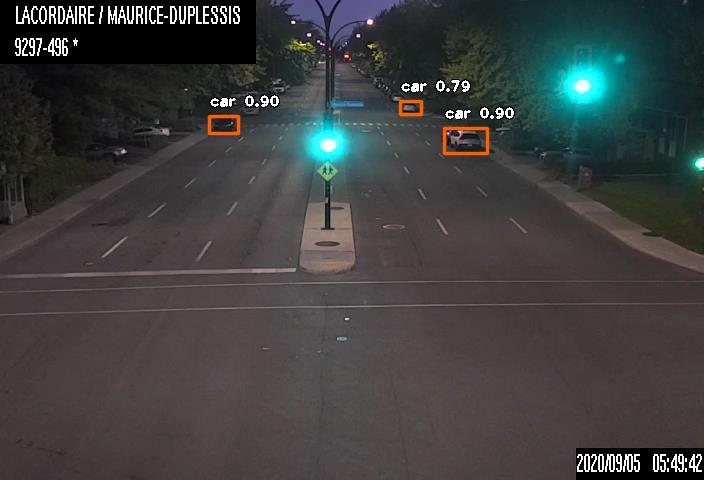 LACORDAIRE / MAURICE-DUPLESSIS
9297-496 *
car 0.90
car 0.79
car 0.90
2020/09/05 05:49:42